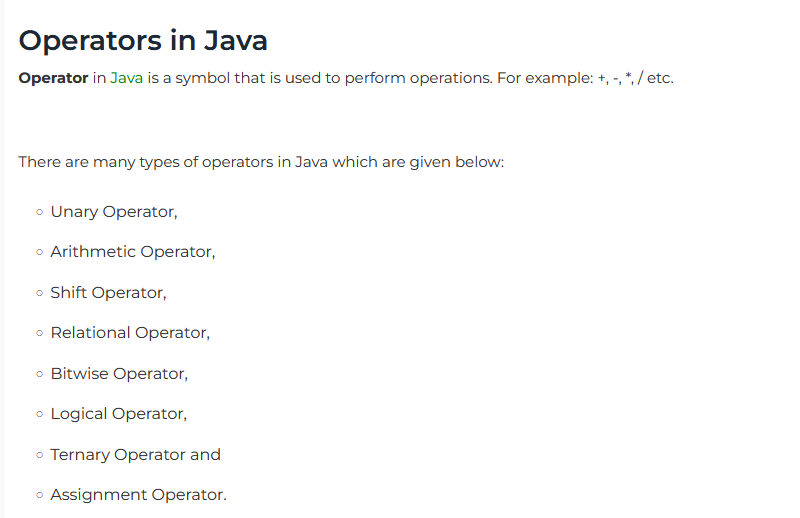 Operators in Java
Operator in Java is a symbol that is used to perform operations. For example: +, -, *, / etc.
There are many types of operators in Java which are given below:
Unary Operator,
Arithmetic Operator,
Shift Operator,
Relational Operator,
Bitwise Operator,
Logical Operator,
Ternary Operator and
Assignment Operator.